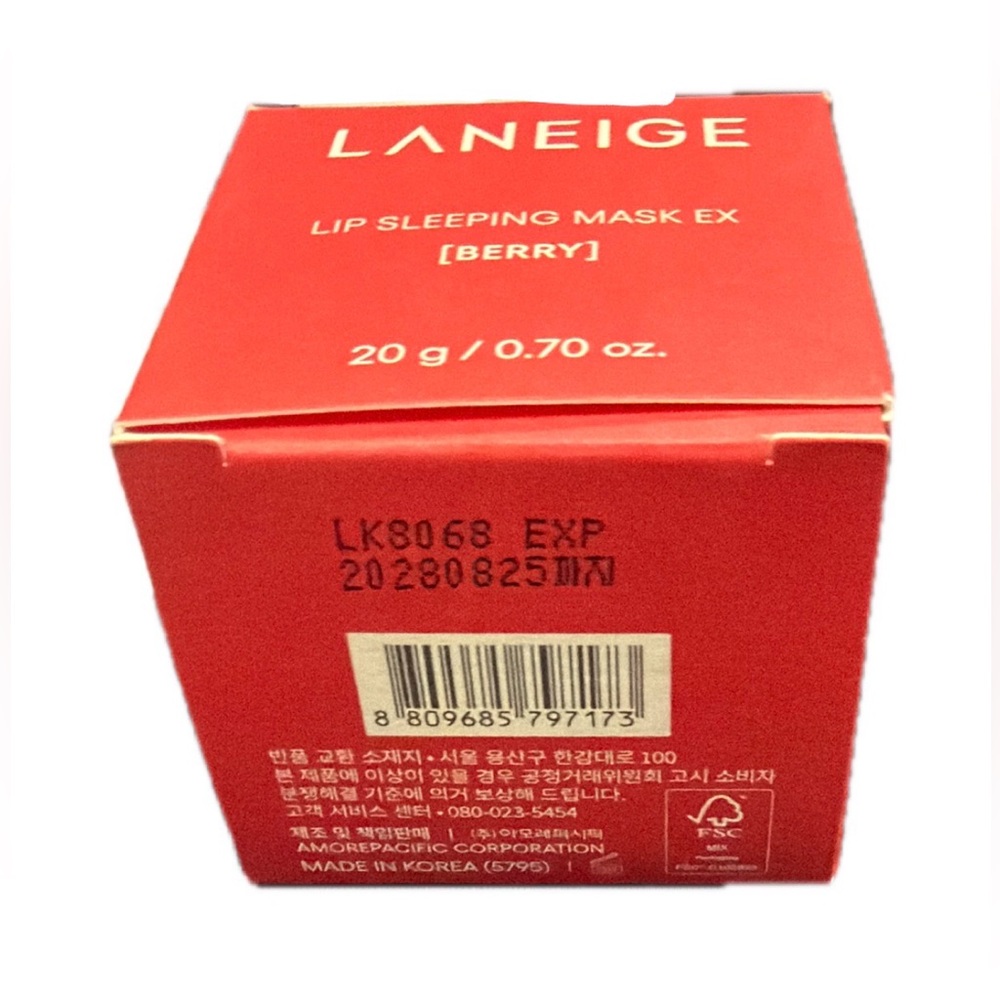 LANEIGE
LIP SLEEPING MASK EX
[BERRY]
20 g / 0.70 oz.
LK8068 EXP
20280825까지
8 809685 797173
반품 교환 소재지 • 서울 용산구 한강대로 100
본 제품에 이상이 있을 경우 공정거래위원회 고시 소비자
분쟁해결 기준에 의거 보상해 드립니다.
고객 서비스 센터 • 080-023-5454
제조 및 책임판매 | (주)아모레퍼시픽
AMOREPACIFIC CORPORATION
MADE IN KOREA (5795) |
FSC
MIX
Packaging